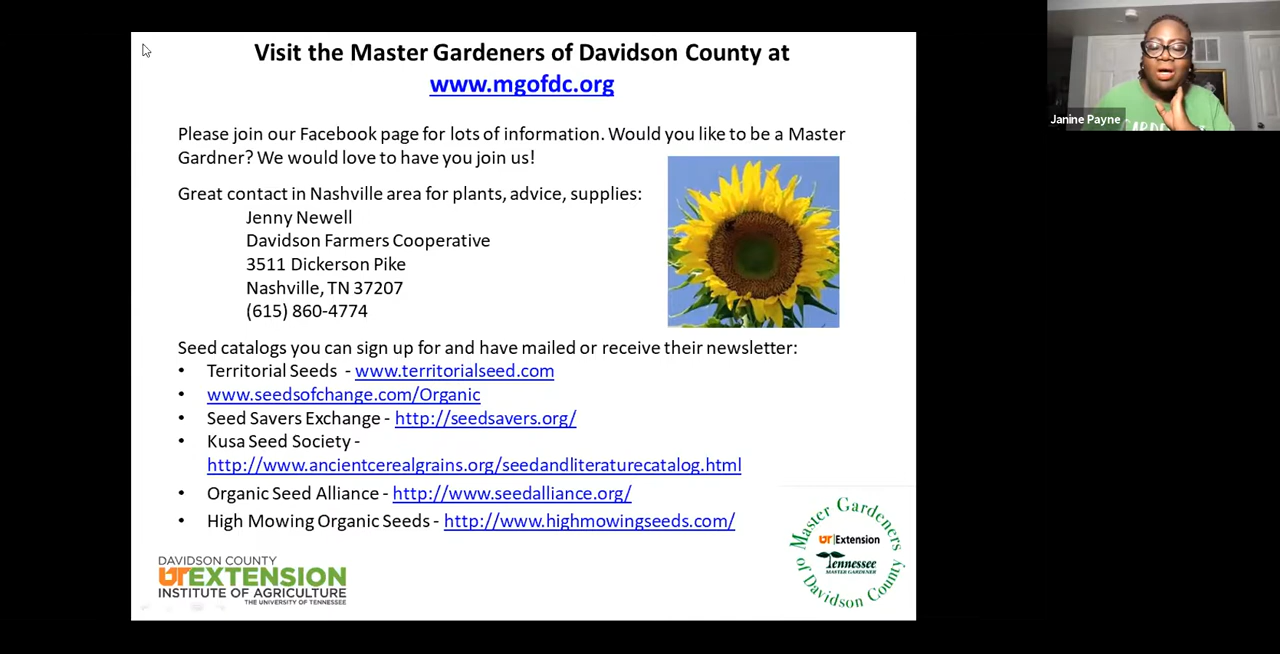 Visit the Master Gardeners of Davidson County at
www.mgofdc.org
Please join our Facebook page for lots of information. Would you like to be a Master
Gardner? We would love to have you join us!
Great contact in Nashville area for plants, advice, supplies:
Jenny Newell
Davidson Farmers Cooperative
3511 Dickerson Pike
Nashville, TN 37207
(615) 860-4774
Seed catalogs you can sign up for and have mailed or receive their newsletter:
• Territorial Seeds - www.territorialseed.com
• www.seedsofchange.com/Organic
• Seed Savers Exchange - http://seedsavers.org/
• Kusa Seed Society -
http://www.ancientcerealgrains.org/seedandliteraturecatalog.html
• Organic Seed Alliance - http://www.seedalliance.org/
• High Mowing Organic Seeds - http://www.highmowingseeds.com/
DAVIDSON COUNTY
UT EXTENSION
INSTITUTE OF AGRICULTURE
THE UNIVERSITY OF TENNESSEE
Master Gardeners
of Davidson County
UT Extension
Tennessee
MASTER GARDENER
Janine Payne